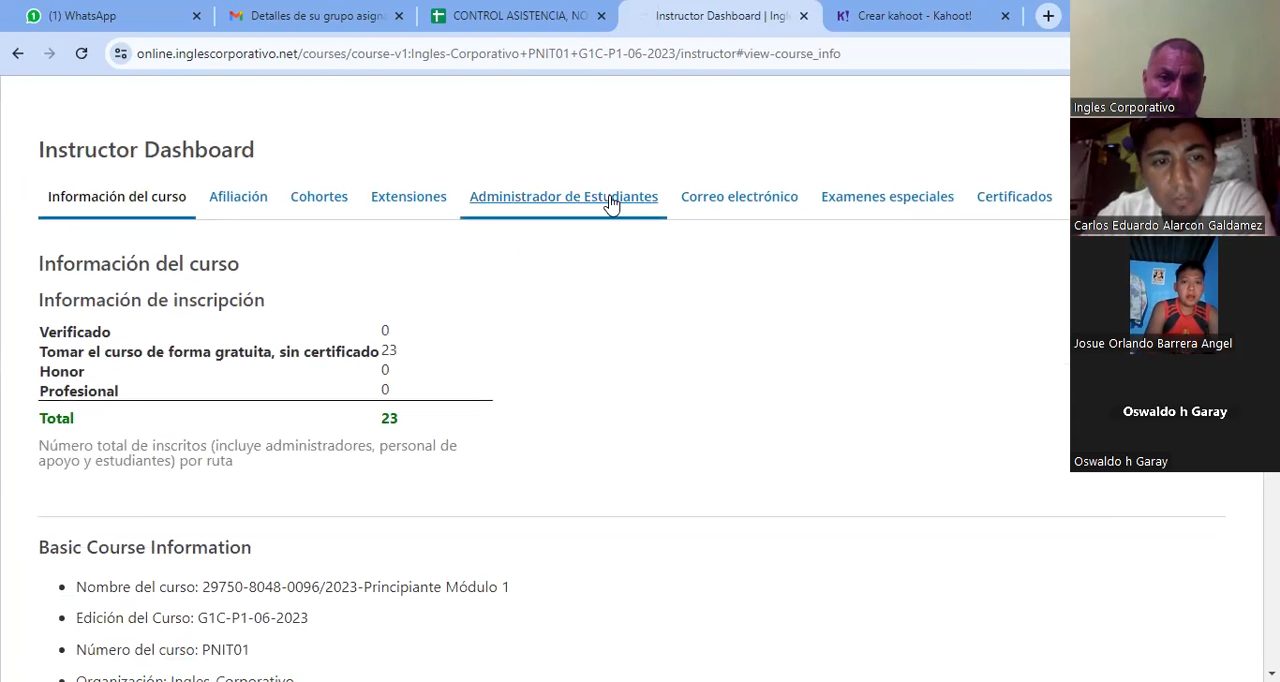 (1) WhatsApp
Detalles de su grupo asigna
CONTROL ASISTENCIA, NO
Instructor Dashboard | Ingl
K! Crear kahoot - Kahoot!
online.inglescorporativo.net/courses/course-v1:Ingles-Corporativo+PNIT01+G1C-P1-06-2023/instructor#view-course_info
Instructor Dashboard
Información del curso
Afiliación
Cohortes
Extensiones
Administrador de Estudiantes
Correo electrónico
Examenes especiales
Certificados
Información del curso
Información de inscripción
Verificado 0
Tomar el curso de forma gratuita, sin certificado 23
Honor 0
Profesional 0
Total 23
Número total de inscritos (incluye administradores, personal de
apoyo y estudiantes) por ruta
Basic Course Information
Nombre del curso: 29750-8048-0096/2023-Principiante Módulo 1
Edición del Curso: G1C-P1-06-2023
Número del curso: PNIT01
Organización: Ingles-Corporativo
Ingles Corporativo
Carlos Eduardo Alarcon Galdamez
Josue Orlando Barrera Angel
Oswaldo h Garay
Oswaldo h Garay